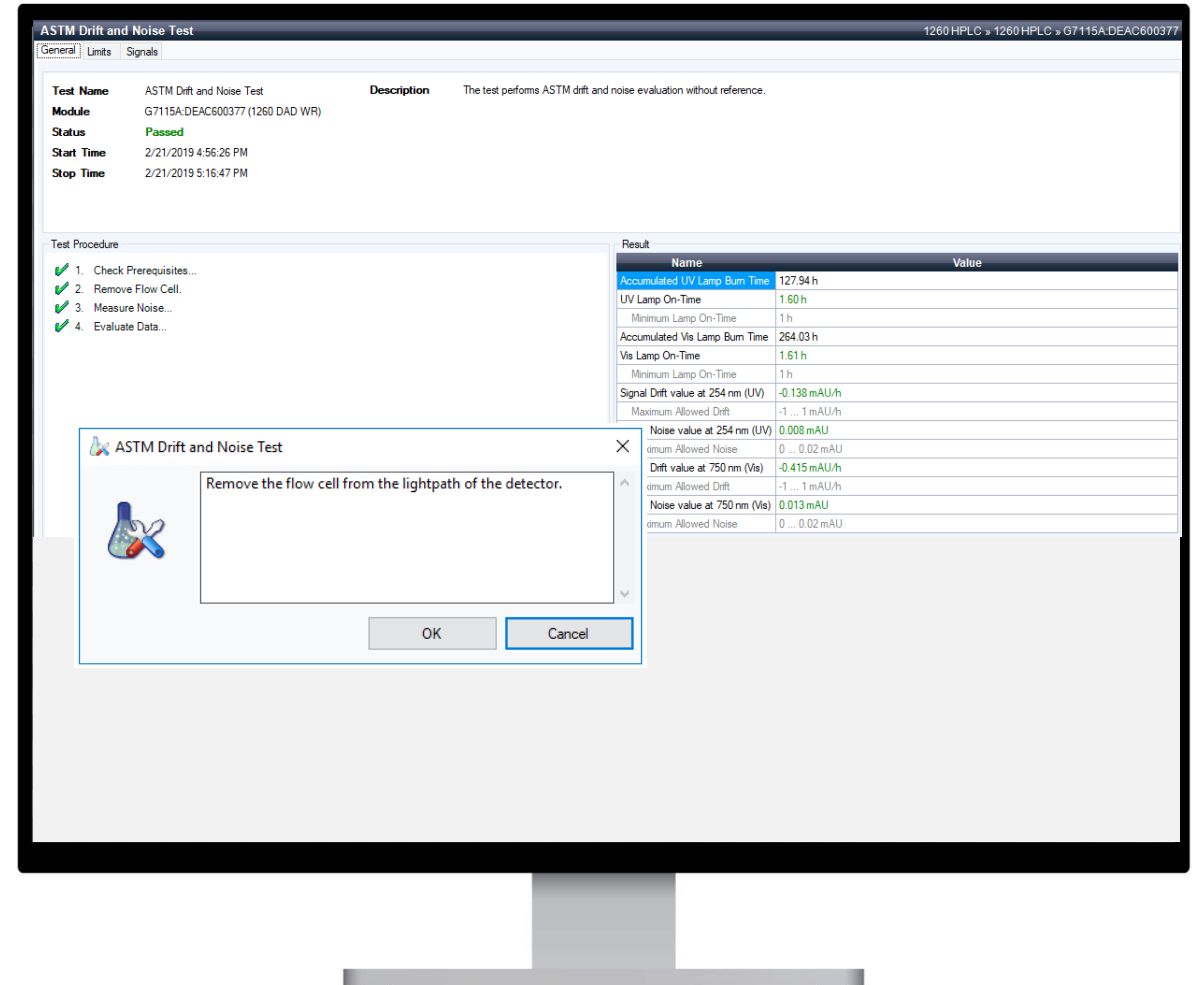 ASTM Drift and Noise Test 1260 HPLC » 1260 HPLC » G7115A:DEAC600377
General Limits Signals
Test Name ASTM Drift and Noise Test Description The test performs ASTM drift and noise evaluation without reference.
Module G7115A:DEAC600377 (1260 DAD WR)
Status Passed
Start Time 2/21/2019 4:56:26 PM
Stop Time 2/21/2019 5:16:47 PM
Test Procedure
1. Check Prerequisites...
2. Remove Flow Cell.
3. Measure Noise...
4. Evaluate Data...
Result
Name Value
Accumulated UV Lamp Burn Time 127.94 h
UV Lamp On-Time 1.60 h
Minimum Lamp On-Time 1 h
Accumulated Vis Lamp Burn Time 264.03 h
Vis Lamp On-Time 1.61 h
Minimum Lamp On-Time 1 h
Signal Drift value at 254 nm (UV) -0.138 mAU/h
Maximum Allowed Drift -1 ... 1 mAU/h
Noise value at 254 nm (UV) 0.008 mAU
Allowed Noise 0 ... 0.02 mAU
Drift value at 750 nm (Vis) -0.415 mAU/h
Allowed Drift -1 ... 1 mAU/h
Noise value at 750 nm (Vis) 0.013 mAU
Allowed Noise 0 ... 0.02 mAU
ASTM Drift and Noise Test
Remove the flow cell from the lightpath of the detector.
OK Cancel